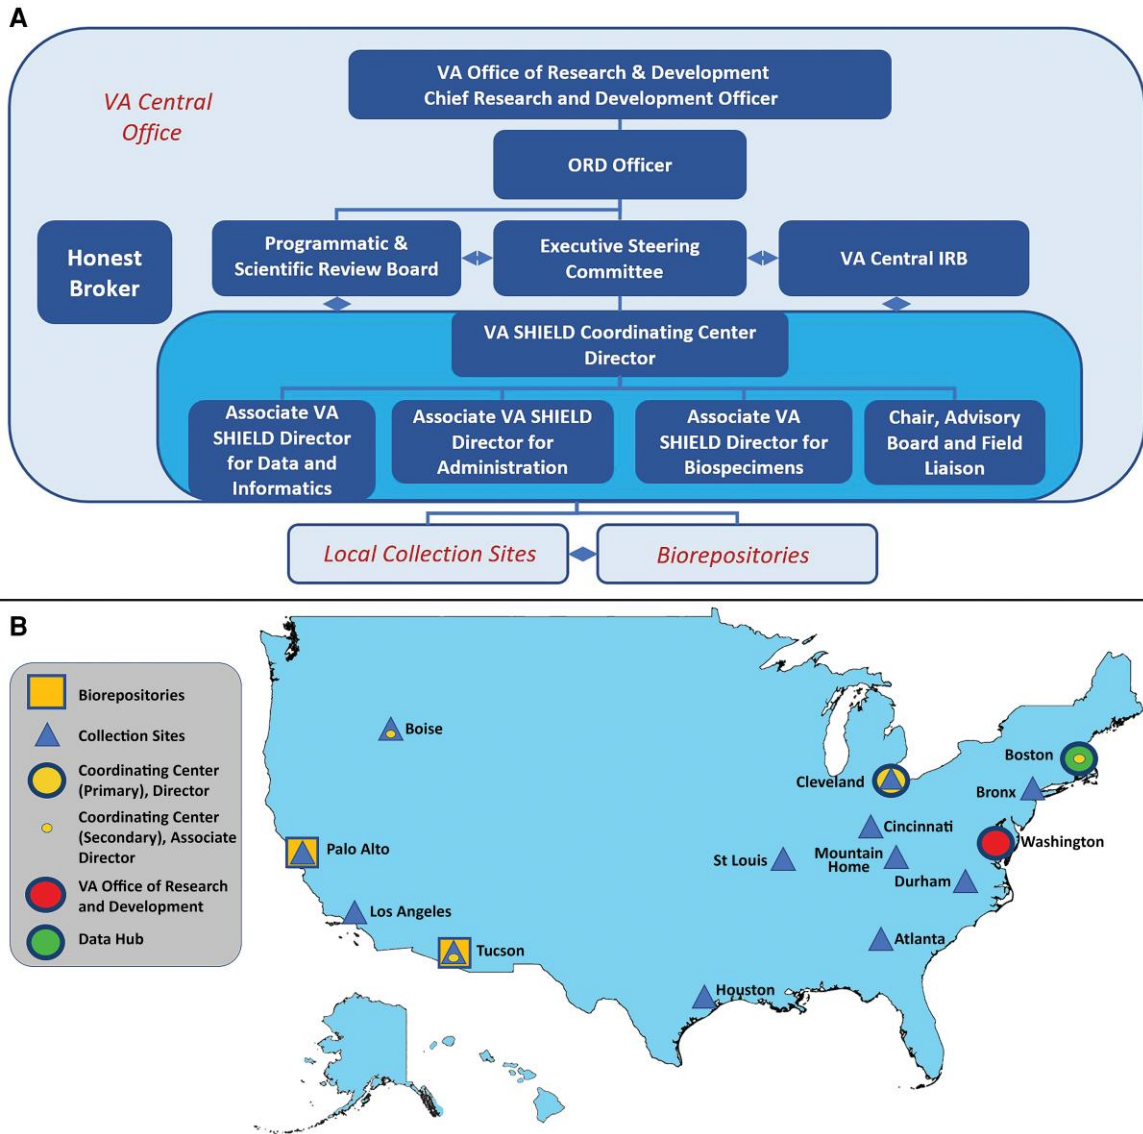 A
VA Central
Office
VA Office of Research & Development
Chief Research and Development Officer
ORD Officer
Honest
Broker
Programmatic &
Scientific Review Board
Executive Steering
Committee
VA Central IRB
VA SHIELD Coordinating Center
Director
Associate VA
SHIELD Director
for Data and
Informatics
Associate VA SHIELD
Director for
Administration
Associate VA
SHIELD Director for
Biospecimens
Chair, Advisory
Board and Field
Liaison
Local Collection Sites
Biorepositories
B
Biorepositories
Collection Sites
Coordinating Center
(Primary), Director
Coordinating Center
(Secondary), Associate
Director
VA Office of Research
and Development
Data Hub
Boise
Boston
Cleveland
Bronx
Cincinnati
Washington
Palo Alto
St Louis
Mountain
Home
Durham
Los Angeles
Atlanta
Tucson
Houston